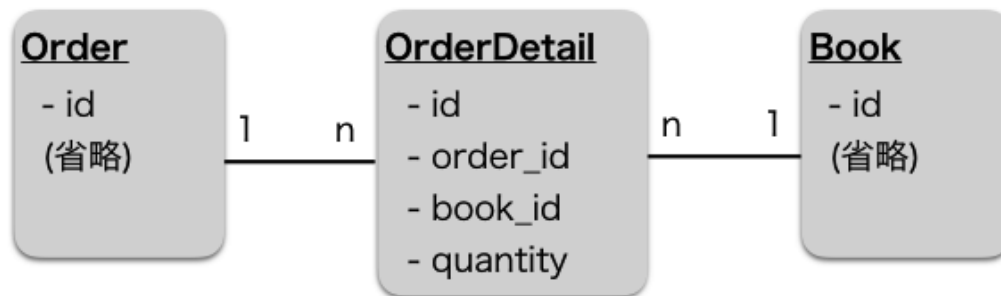 Order
- id
(省略)
1
n
OrderDetail
- id
- order_id
- book_id
- quantity
n
1
Book
- id
(省略)